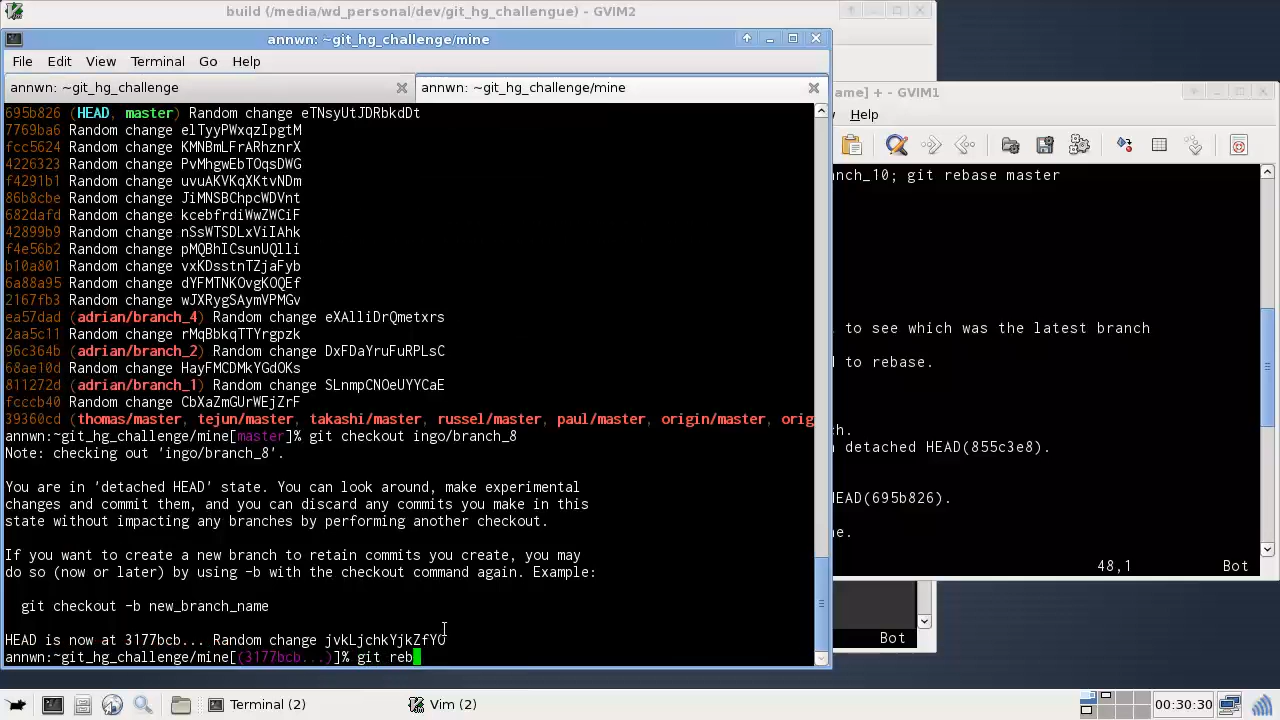 build (/media/wd_personal/dev/git_hg_challengue) - GVIM2
annwn: ~git_hg_challenge/mine
File Edit View Terminal Go Help
annwn: ~git_hg_challenge
annwn: ~git_hg_challenge/mine
695b826 (HEAD, master) Random change eTNsyUtJDRbkdDt
7769ba6 Random change elTyyPWxqzIpgtM
fcc5624 Random change KMNBmLFrARhznrX
4226323 Random change PvMhgwEbTOqsDWG
f4291b1 Random change uvuAKVKqXKtvNDm
86b8cbe Random change JiMNSBChpcWDVnt
682dafd Random change kcebfrdiWwZWCiF
42899b9 Random change nSsWTSDLxViIAhk
f4e56b2 Random change pMQBhICsunUQlli
b10a801 Random change vxKDsstnTZjaFyb
6a88a95 Random change dYFMTNKOvgKOQEf
2167fb3 Random change wJXRygSAymVPMGv
ea57dad (adrian/branch_4) Random change eXAlliDrQmetxrs
2aa5c11 Random change rMqBbkqTTYrgpzk
96c364b (adrian/branch_2) Random change DxFDaYruFuRPLsC
68ae10d Random change HayFMCDMkYGdOKs
811272d (adrian/branch_1) Random change SLnmpCNOeUYYCaE
fcccb40 Random change CbXaZmGUrWEjZrF
39360cd (thomas/master, tejun/master, takashi/master, russel/master, paul/master, origin/master, orig
annwn:~git_hg_challenge/mine[master]% git checkout ingo/branch_8
Note: checking out 'ingo/branch_8'.
You are in 'detached HEAD' state. You can look around, make experimental
changes and commit them, and you can discard any commits you make in this
state without impacting any branches by performing another checkout.
If you want to create a new branch to retain commits you create, you may
do so (now or later) by using -b with the checkout command again. Example:
git checkout -b new_branch_name
HEAD is now at 3177bcb... Random change jvkLjchkYjkZfYO
annwn:~git_hg_challenge/mine[(3177bcb...)]% git reb
ame] + - GVIM1
Help
anch_10; git rebase master
to see which was the latest branch
d to rebase.
ch.
detached HEAD(855c3e8).
HEAD(695b826).
me.
48,1 Bot
Bot
Terminal (2)
Vim (2)
00:30:30